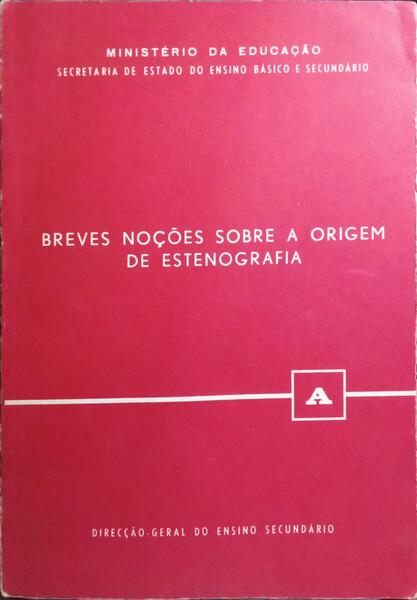 MINISTÉRIO DA EDUCAÇÃO
SECRETARIA DE ESTADO DO ENSINO BÁSICO E SECUNDÁRIO
BREVES NOÇÕES SOBRE A ORIGEM
DE ESTENOGRAFIA
A
DIRECÇÃO-GERAL DO ENSINO SECUNDÁRIO